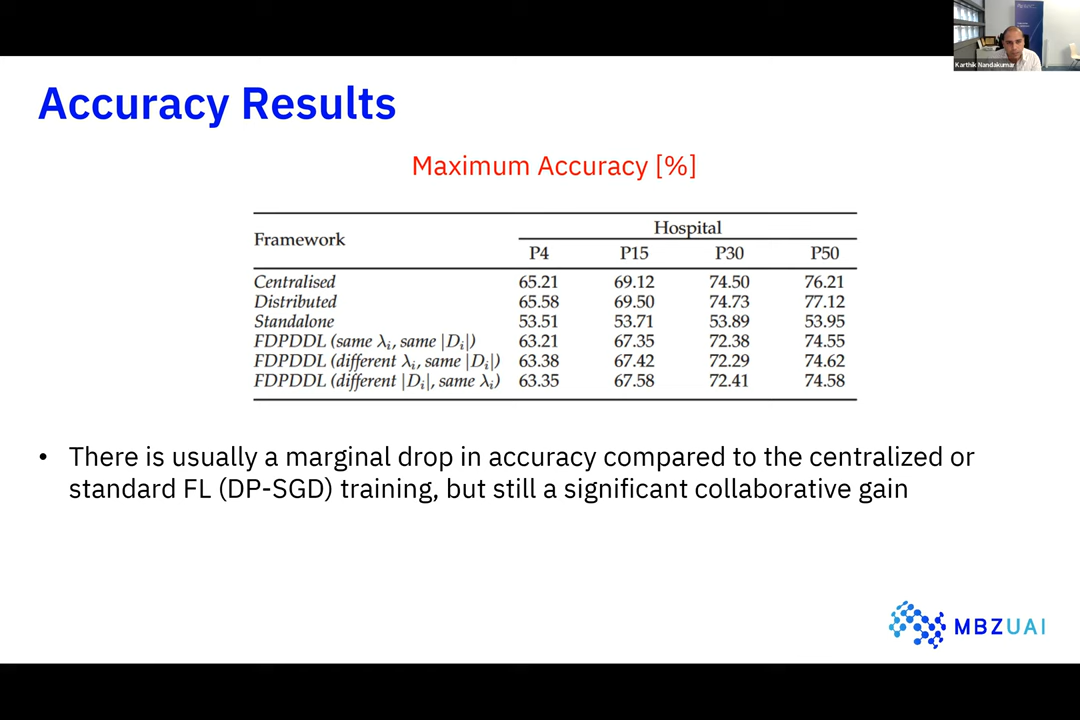 Karthik Nandakumar
Accuracy Results
Maximum Accuracy [%]
Framework Hospital
P4 P15 P30 P50
Centralised 65.21 69.12 74.50 76.21
Distributed 65.58 69.50 74.73 77.12
Standalone 53.51 53.71 53.89 53.95
FDPDDL (same λi, same |Di|) 63.21 67.35 72.38 74.55
FDPDDL (different λi, same |Di|) 63.38 67.42 72.29 74.62
FDPDDL (different |Di|, same λi) 63.35 67.58 72.41 74.58
• There is usually a marginal drop in accuracy compared to the centralized or
standard FL (DP-SGD) training, but still a significant collaborative gain
MBZUAI